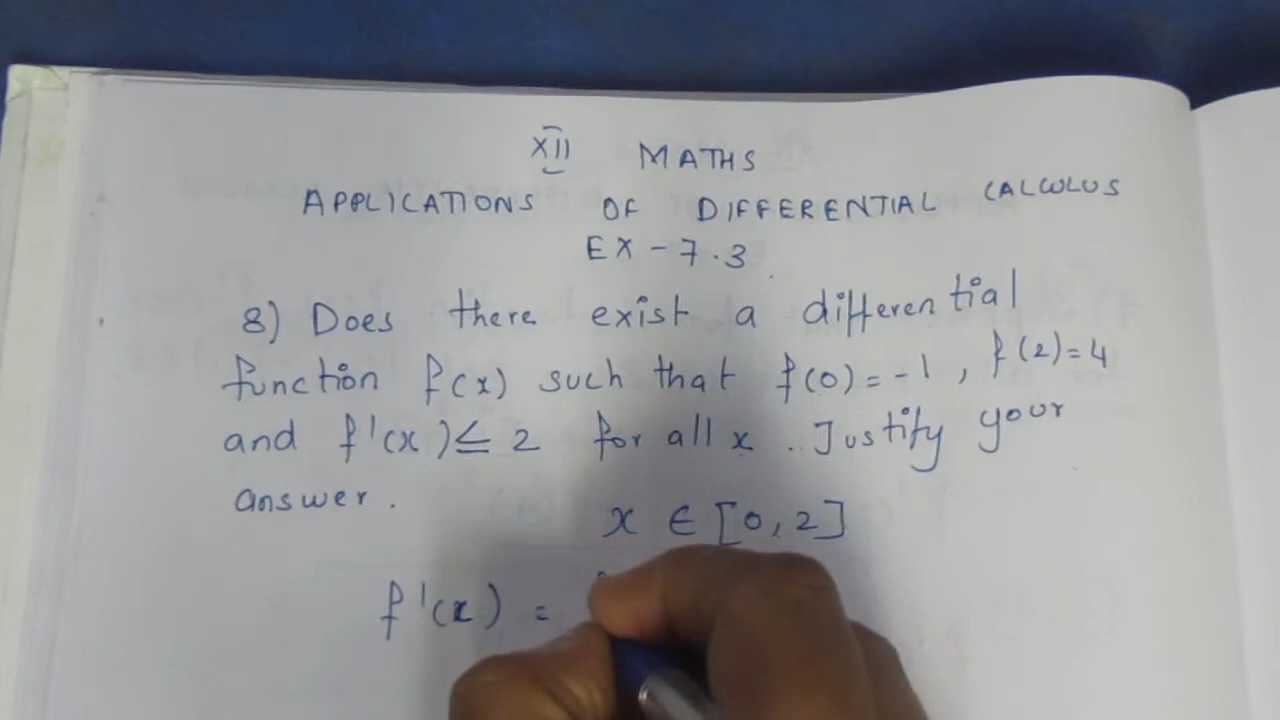 XII MATHS
APPLICATIONS OF DIFFERENTIAL CALCULUS
EX - 7.3
8) Does there exist a differential
function f(x) such that f(0) = -1, f(2) = 4
and f'(x) ≤ 2 for all x. Justify your
answer.
x ∈ [0, 2]
f'(x) =